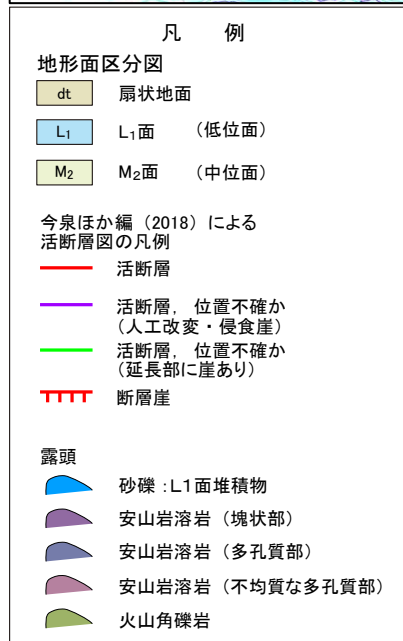 凡　例
地形面区分図
dt 扇状地面
L₁ L₁面 （低位面）
M₂ M₂面 （中位面）
今泉ほか編（2018）による
活断層図の凡例
活断層
活断層，位置不確か
（人工改変・侵食崖）
活断層，位置不確か
（延長部に崖あり）
断層崖
露頭
砂礫：L1面堆積物
安山岩溶岩（塊状部）
安山岩溶岩（多孔質部）
安山岩溶岩（不均質な多孔質部）
火山角礫岩